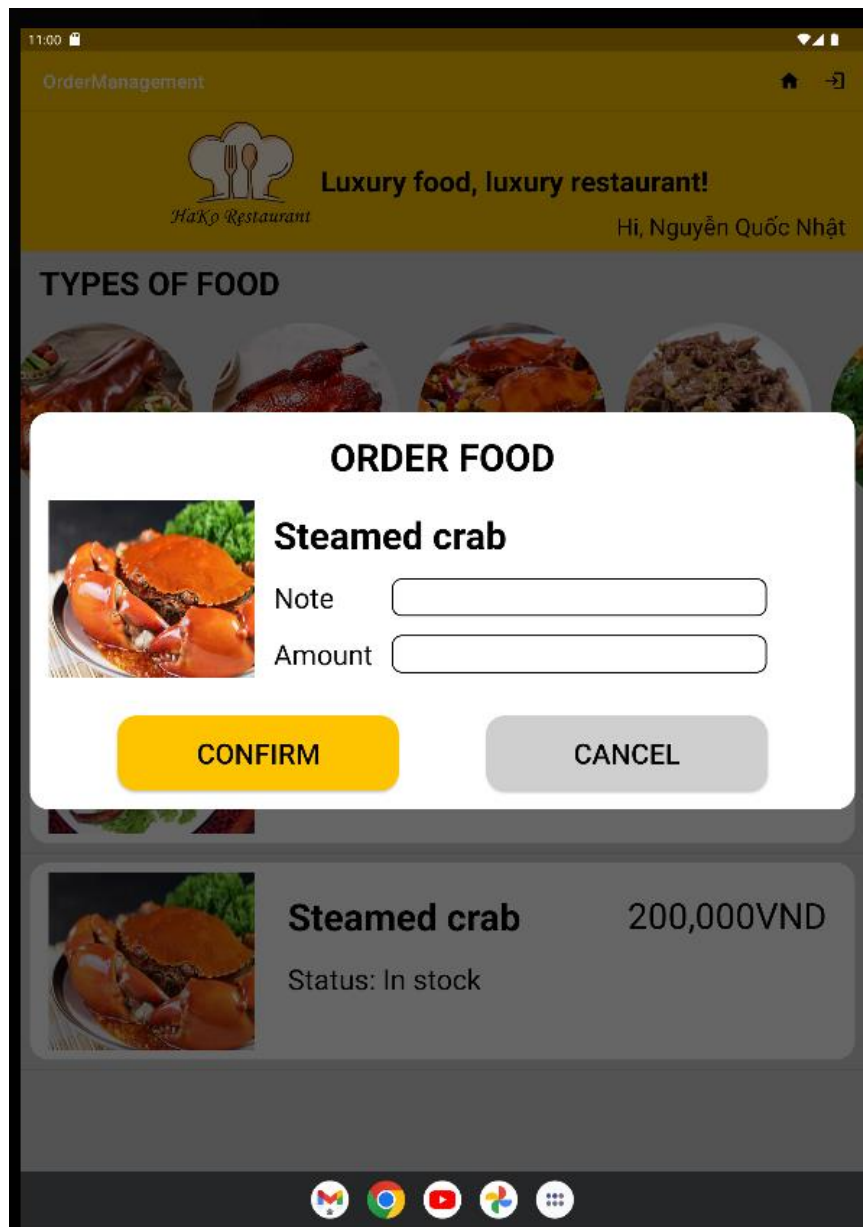 11:00
OrderManagement
Luxury food, luxury restaurant!
HaKo Restaurant
Hi, Nguyễn Quốc Nhật
TYPES OF FOOD
ORDER FOOD
Steamed crab
Note
Amount
CONFIRM
CANCEL
Steamed crab
200,000VND
Status: In stock